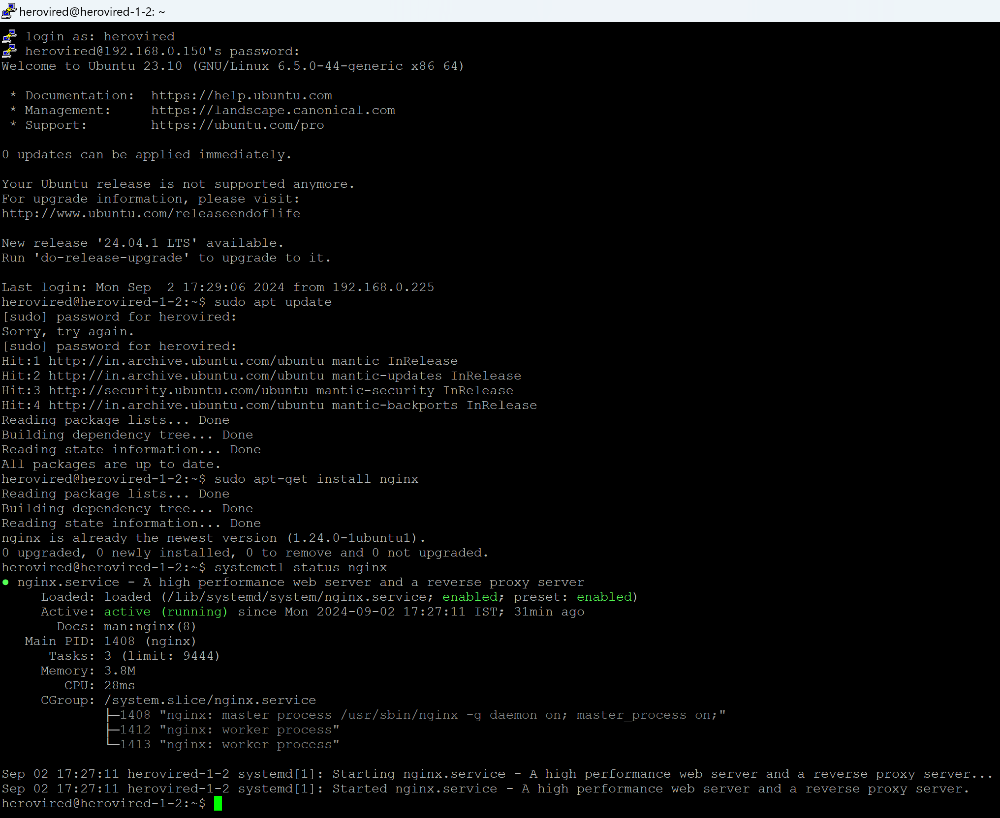 herovired@herovired-1-2: ~
login as: herovired
herovired@192.168.0.150's password:
Welcome to Ubuntu 23.10 (GNU/Linux 6.5.0-44-generic x86_64)
 * Documentation:  https://help.ubuntu.com
 * Management:     https://landscape.canonical.com
 * Support:        https://ubuntu.com/pro
0 updates can be applied immediately.
Your Ubuntu release is not supported anymore.
For upgrade information, please visit:
http://www.ubuntu.com/releaseendoflife
New release '24.04.1 LTS' available.
Run 'do-release-upgrade' to upgrade to it.
Last login: Mon Sep  2 17:29:06 2024 from 192.168.0.225
herovired@herovired-1-2:~$ sudo apt update
[sudo] password for herovired:
Sorry, try again.
[sudo] password for herovired:
Hit:1 http://in.archive.ubuntu.com/ubuntu mantic InRelease
Hit:2 http://in.archive.ubuntu.com/ubuntu mantic-updates InRelease
Hit:3 http://security.ubuntu.com/ubuntu mantic-security InRelease
Hit:4 http://in.archive.ubuntu.com/ubuntu mantic-backports InRelease
Reading package lists... Done
Building dependency tree... Done
Reading state information... Done
All packages are up to date.
herovired@herovired-1-2:~$ sudo apt-get install nginx
Reading package lists... Done
Building dependency tree... Done
Reading state information... Done
nginx is already the newest version (1.24.0-1ubuntu1).
0 upgraded, 0 newly installed, 0 to remove and 0 not upgraded.
herovired@herovired-1-2:~$ systemctl status nginx
● nginx.service - A high performance web server and a reverse proxy server
     Loaded: loaded (/lib/systemd/system/nginx.service; enabled; preset: enabled)
     Active: active (running) since Mon 2024-09-02 17:27:11 IST; 31min ago
       Docs: man:nginx(8)
   Main PID: 1408 (nginx)
      Tasks: 3 (limit: 9444)
     Memory: 3.8M
        CPU: 28ms
     CGroup: /system.slice/nginx.service
             ├─1408 "nginx: master process /usr/sbin/nginx -g daemon on; master_process on;"
             ├─1412 "nginx: worker process"
             └─1413 "nginx: worker process"
Sep 02 17:27:11 herovired-1-2 systemd[1]: Starting nginx.service - A high performance web server and a reverse proxy server...
Sep 02 17:27:11 herovired-1-2 systemd[1]: Started nginx.service - A high performance web server and a reverse proxy server.
herovired@herovired-1-2:~$